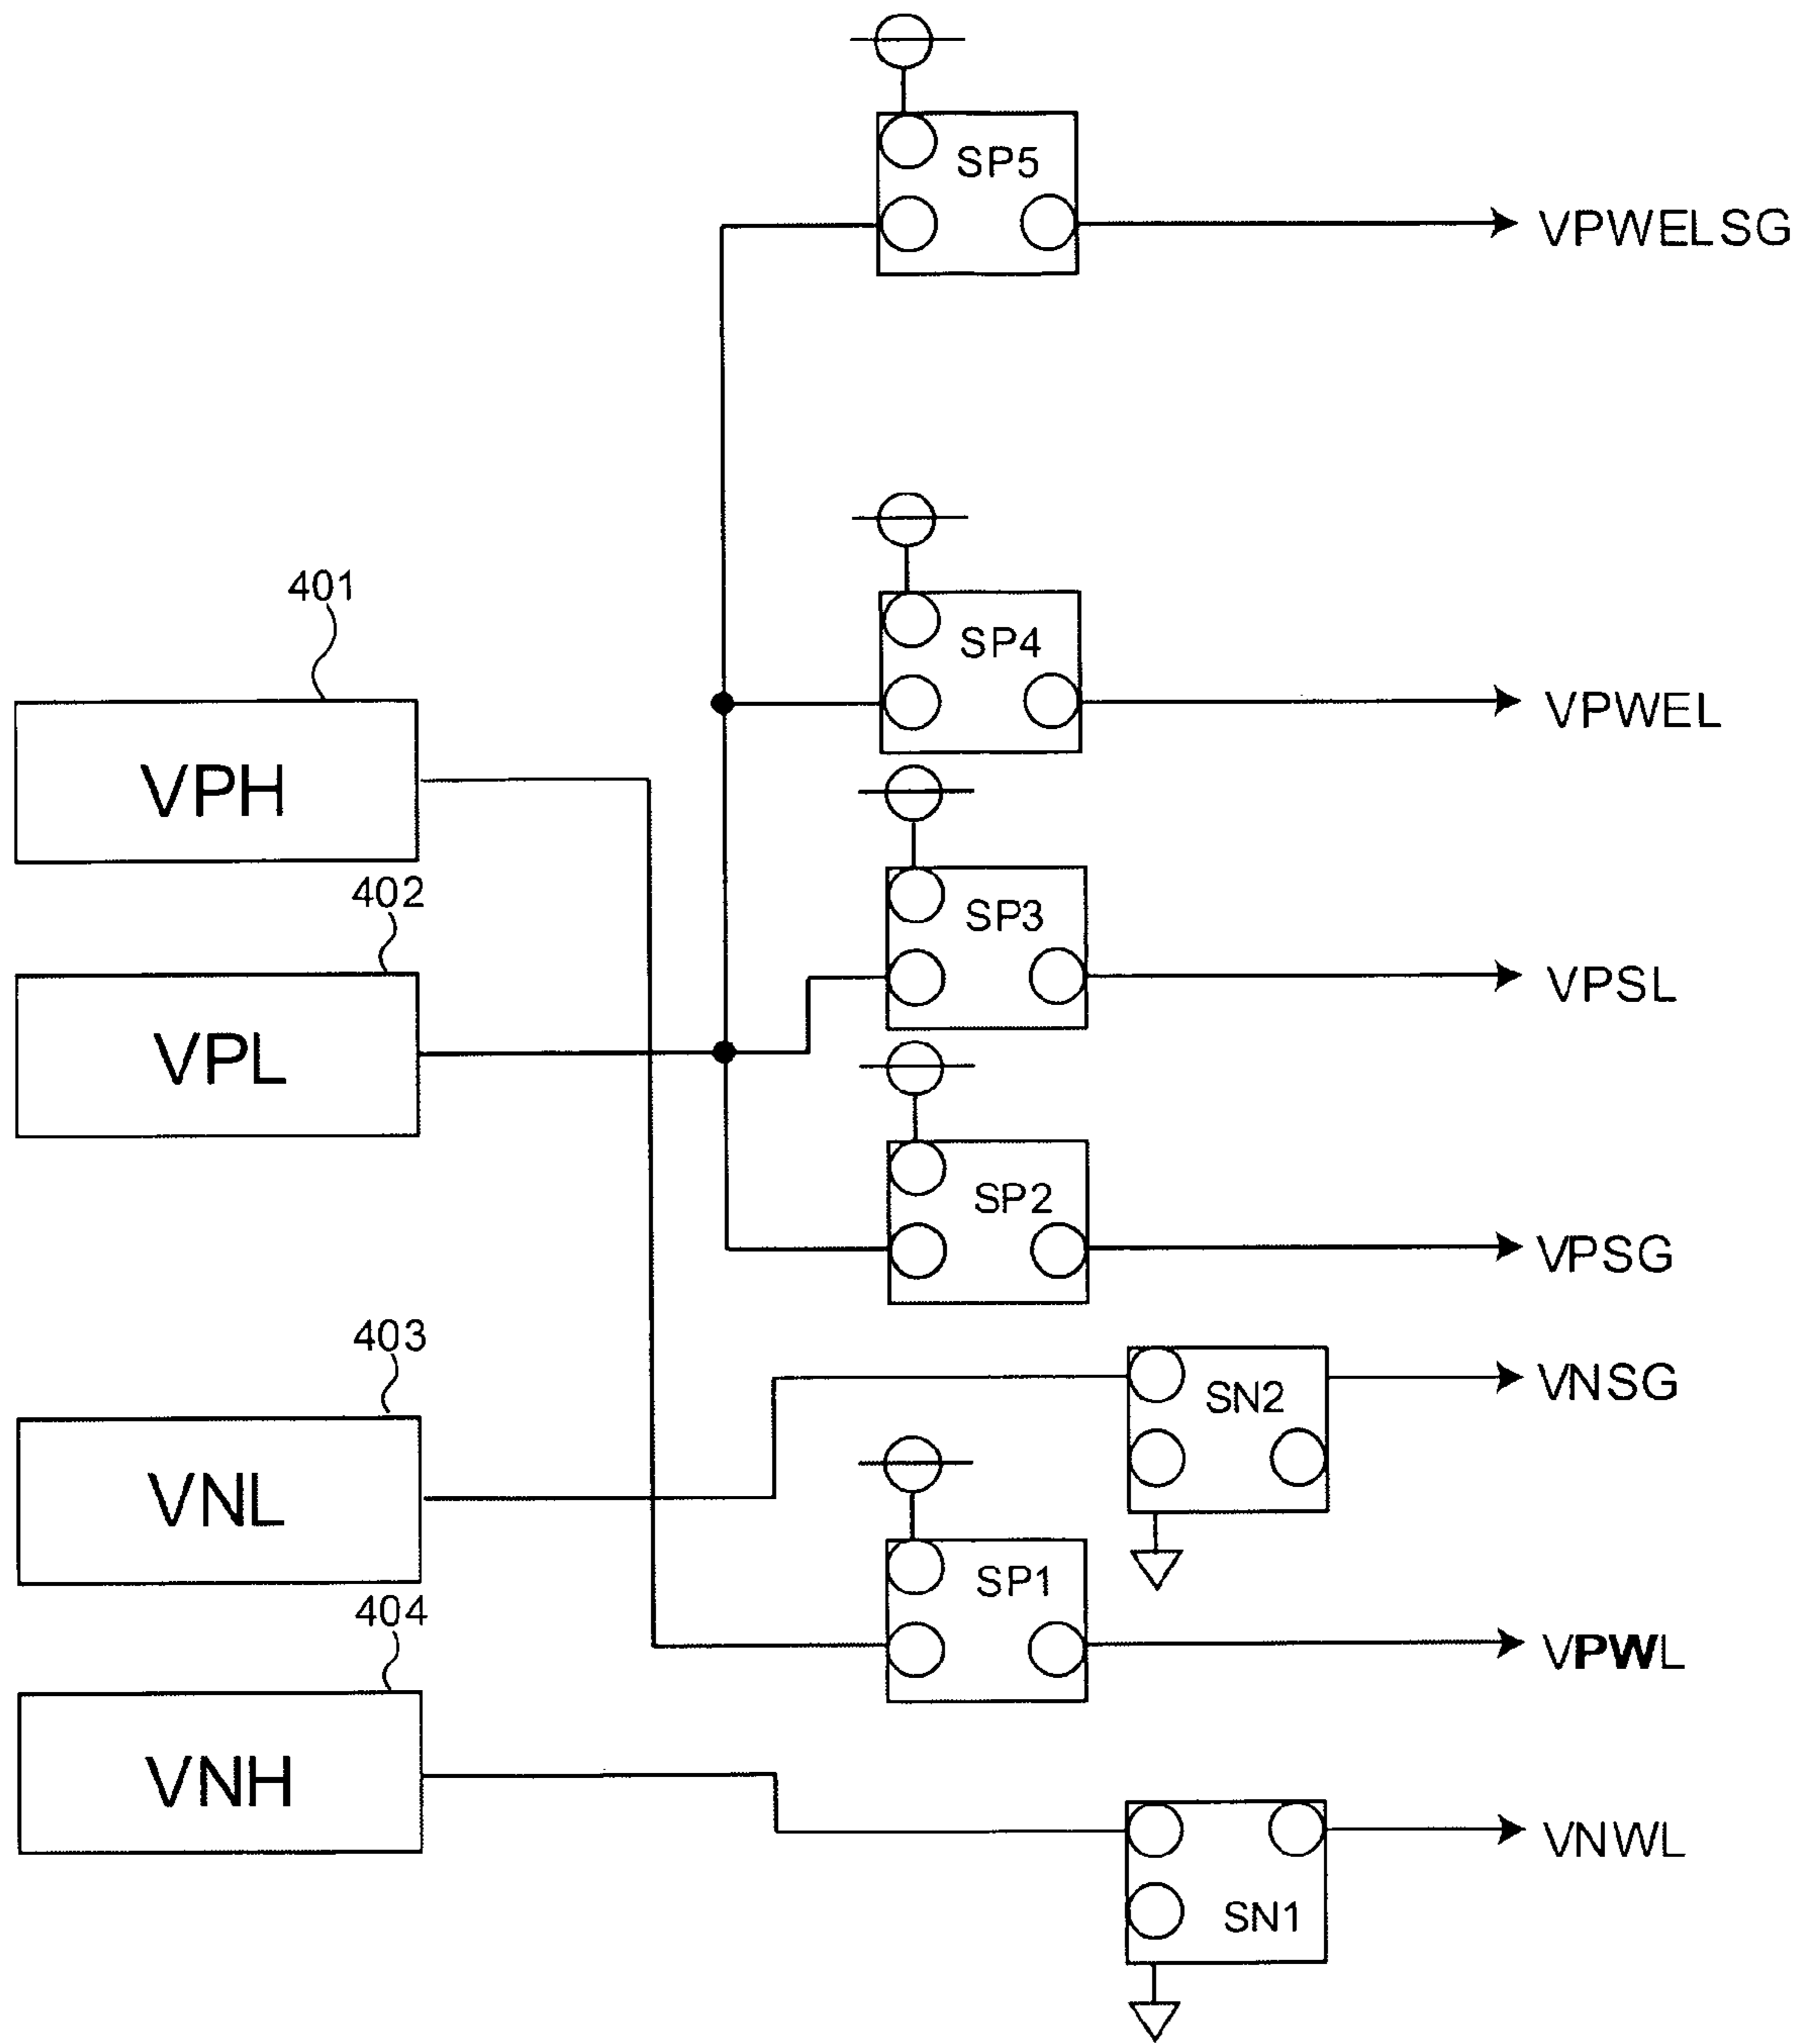 SP5
VPWELSG
401
SP4
VPWEL
VPH
402
SP3
VPSL
VPL
SP2
VPSG
403
SN2
VNSG
VNL
SP1
404
VPWL
VNH
VNWL
SN1